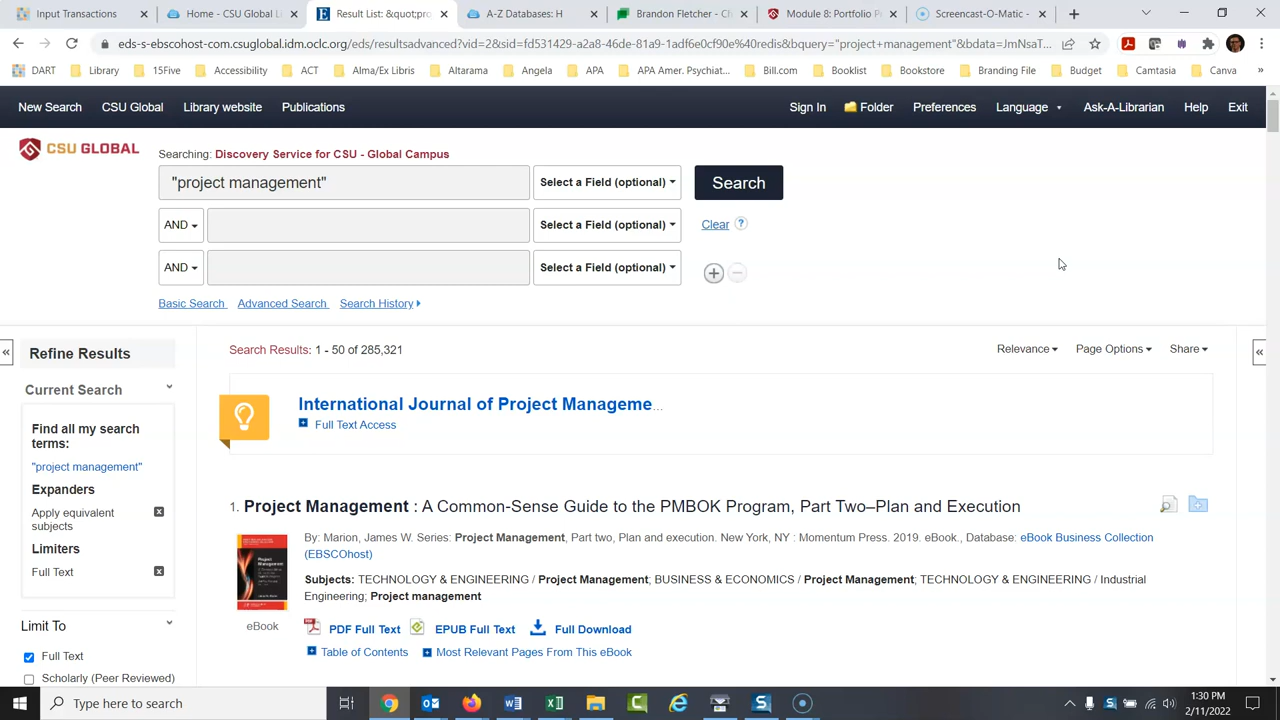 Input Transactions
Home - CSU Global Li
Result List: &quot;pro
A-Z Databases: H
Brandon Fletcher - Ch
Module 8: Portfolio P
Screencast-O-Matic -
eds-s-ebscohost-com.csuglobal.idm.oclc.org/eds/resultsadvanced?vid=2&sid=fd531429-a2a8-46de-81a9-1adf6e0cf90e%40redis&bquery="project+management"&bdata=JmNsaT...
DART Library 15Five Accessibility ACT Alma/Ex Libris Altarama Angela APA APA Amer. Psychiat... Bill.com Booklist Bookstore Branding File Budget Camtasia Canva »
New Search CSU Global Library website Publications Sign In Folder Preferences Language Ask-A-Librarian Help Exit
CSU GLOBAL
Searching: Discovery Service for CSU - Global Campus
"project management" Select a Field (optional) Search
AND Select a Field (optional) Clear ?
AND Select a Field (optional)
Basic Search Advanced Search Search History
«
Refine Results
Current Search
Find all my search
terms:
"project management"
Expanders
Apply equivalent
subjects
Limiters
Full Text
Limit To
Full Text
Scholarly (Peer Reviewed)
Search Results: 1 - 50 of 285,321 Relevance Page Options Share
«
International Journal of Project Manageme...
Full Text Access
1. Project Management : A Common-Sense Guide to the PMBOK Program, Part Two–Plan and Execution
By: Marion, James W. Series: Project Management, Part two, Plan and execution. New York, NY : Momentum Press. 2019. eBook., Database: eBook Business Collection
(EBSCOhost)
Subjects: TECHNOLOGY & ENGINEERING / Project Management; BUSINESS & ECONOMICS / Project Management; TECHNOLOGY & ENGINEERING / Industrial
Engineering; Project management
eBook
PDF Full Text EPUB Full Text Full Download
Table of Contents Most Relevant Pages From This eBook
Type here to search
1:30 PM
2/11/2022